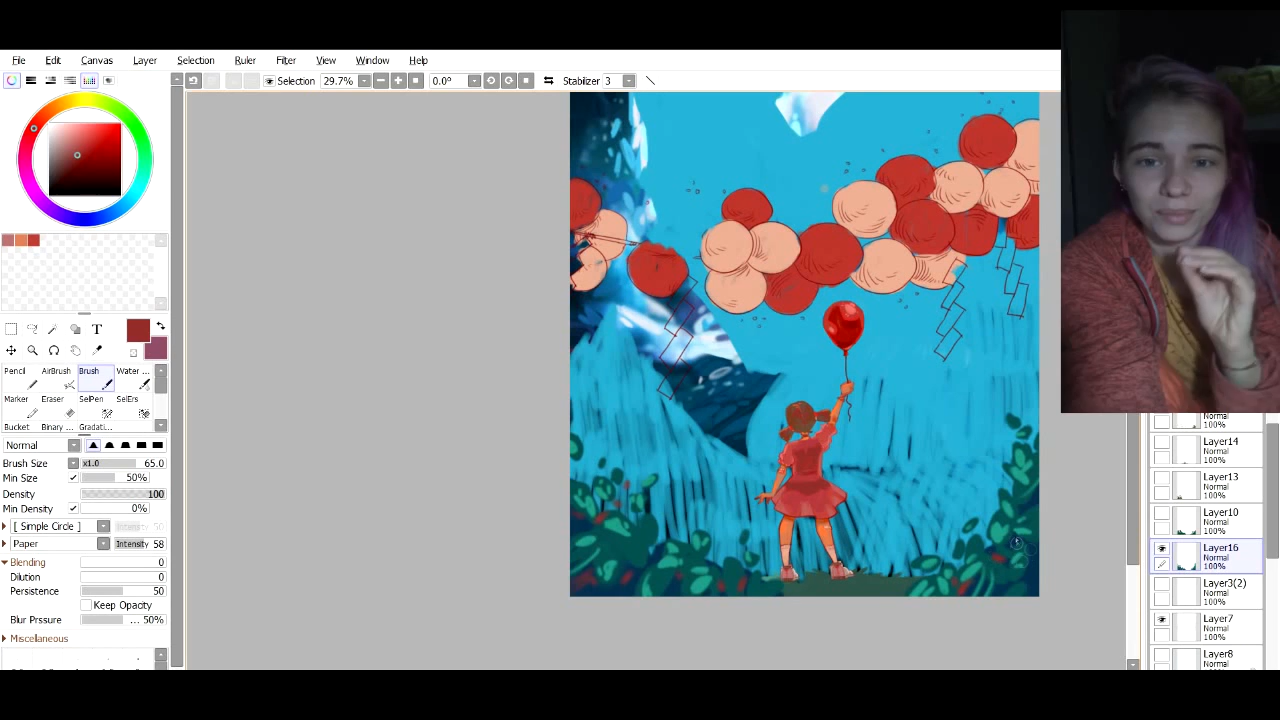 File Edit Canvas Layer Selection Ruler Filter View Window Help
Selection 29.7% 0.0° Stabilizer 3
T
Pencil AirBrush Brush Water ...
Marker Eraser SelPen SelErs
Bucket Binary ... Gradati...
Normal
Brush Size x1.0 65.0
Min Size 50%
Density 100
Min Density 0%
[ Simple Circle ] Intensity 50
Paper Intensity 58
Blending 0
Dilution 0
Persistence 50
Keep Opacity
Blur Prssure ... 50%
Miscellaneous
Normal
100%
Layer14
Normal
100%
Layer13
Normal
100%
Layer10
Normal
100%
Layer16
Normal
100%
Layer3(2)
Normal
100%
Layer7
Normal
100%
Layer8
Normal
100%